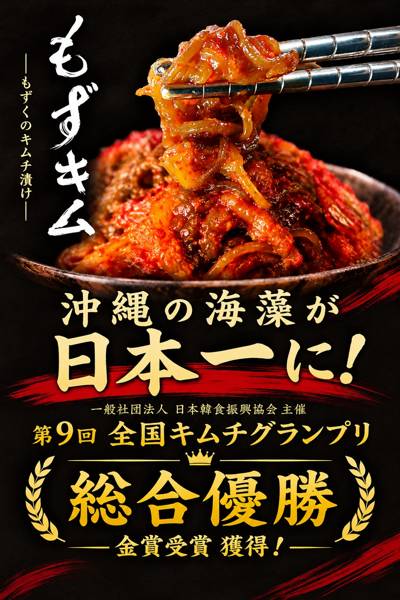 もずキム
―もずくのキムチ漬け―
沖縄の海藻が
日本一に!
一般社団法人 日本韓食振興協会 主催
第9回 全国キムチグランプリ
総合優勝
金賞受賞 獲得!